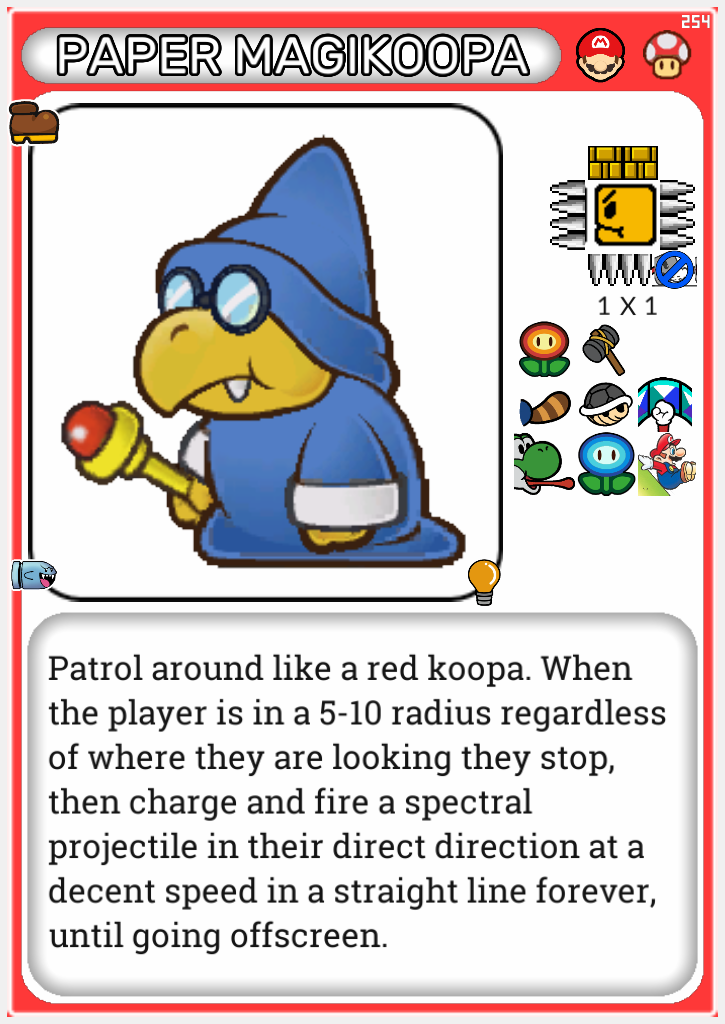 254
PAPER MAGIKOOPA
M
1 X 1
Patrol around like a red koopa. When
the player is in a 5-10 radius regardless
of where they are looking they stop,
then charge and fire a spectral
projectile in their direct direction at a
decent speed in a straight line forever,
until going offscreen.